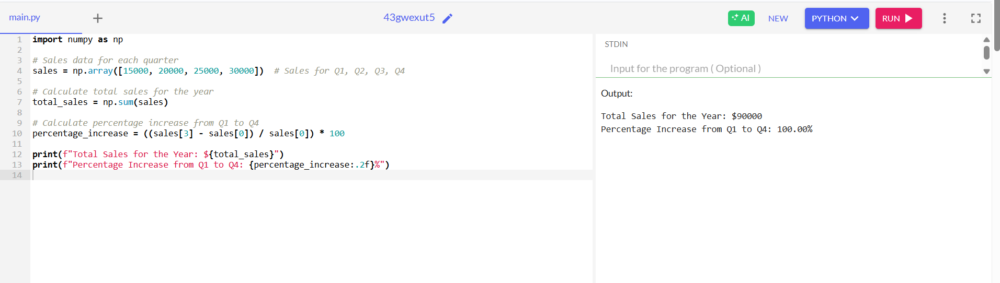 main.py
+
43gwexut5
AI
NEW
PYTHON
RUN
1 import numpy as np
2
3 # Sales data for each quarter
4 sales = np.array([15000, 20000, 25000, 30000])  # Sales for Q1, Q2, Q3, Q4
5
6 # Calculate total sales for the year
7 total_sales = np.sum(sales)
8
9 # Calculate percentage increase from Q1 to Q4
10 percentage_increase = ((sales[3] - sales[0]) / sales[0]) * 100
11
12 print(f"Total Sales for the Year: ${total_sales}")
13 print(f"Percentage Increase from Q1 to Q4: {percentage_increase:.2f}%")
14
STDIN
Input for the program ( Optional )
Output:
Total Sales for the Year: $90000
Percentage Increase from Q1 to Q4: 100.00%